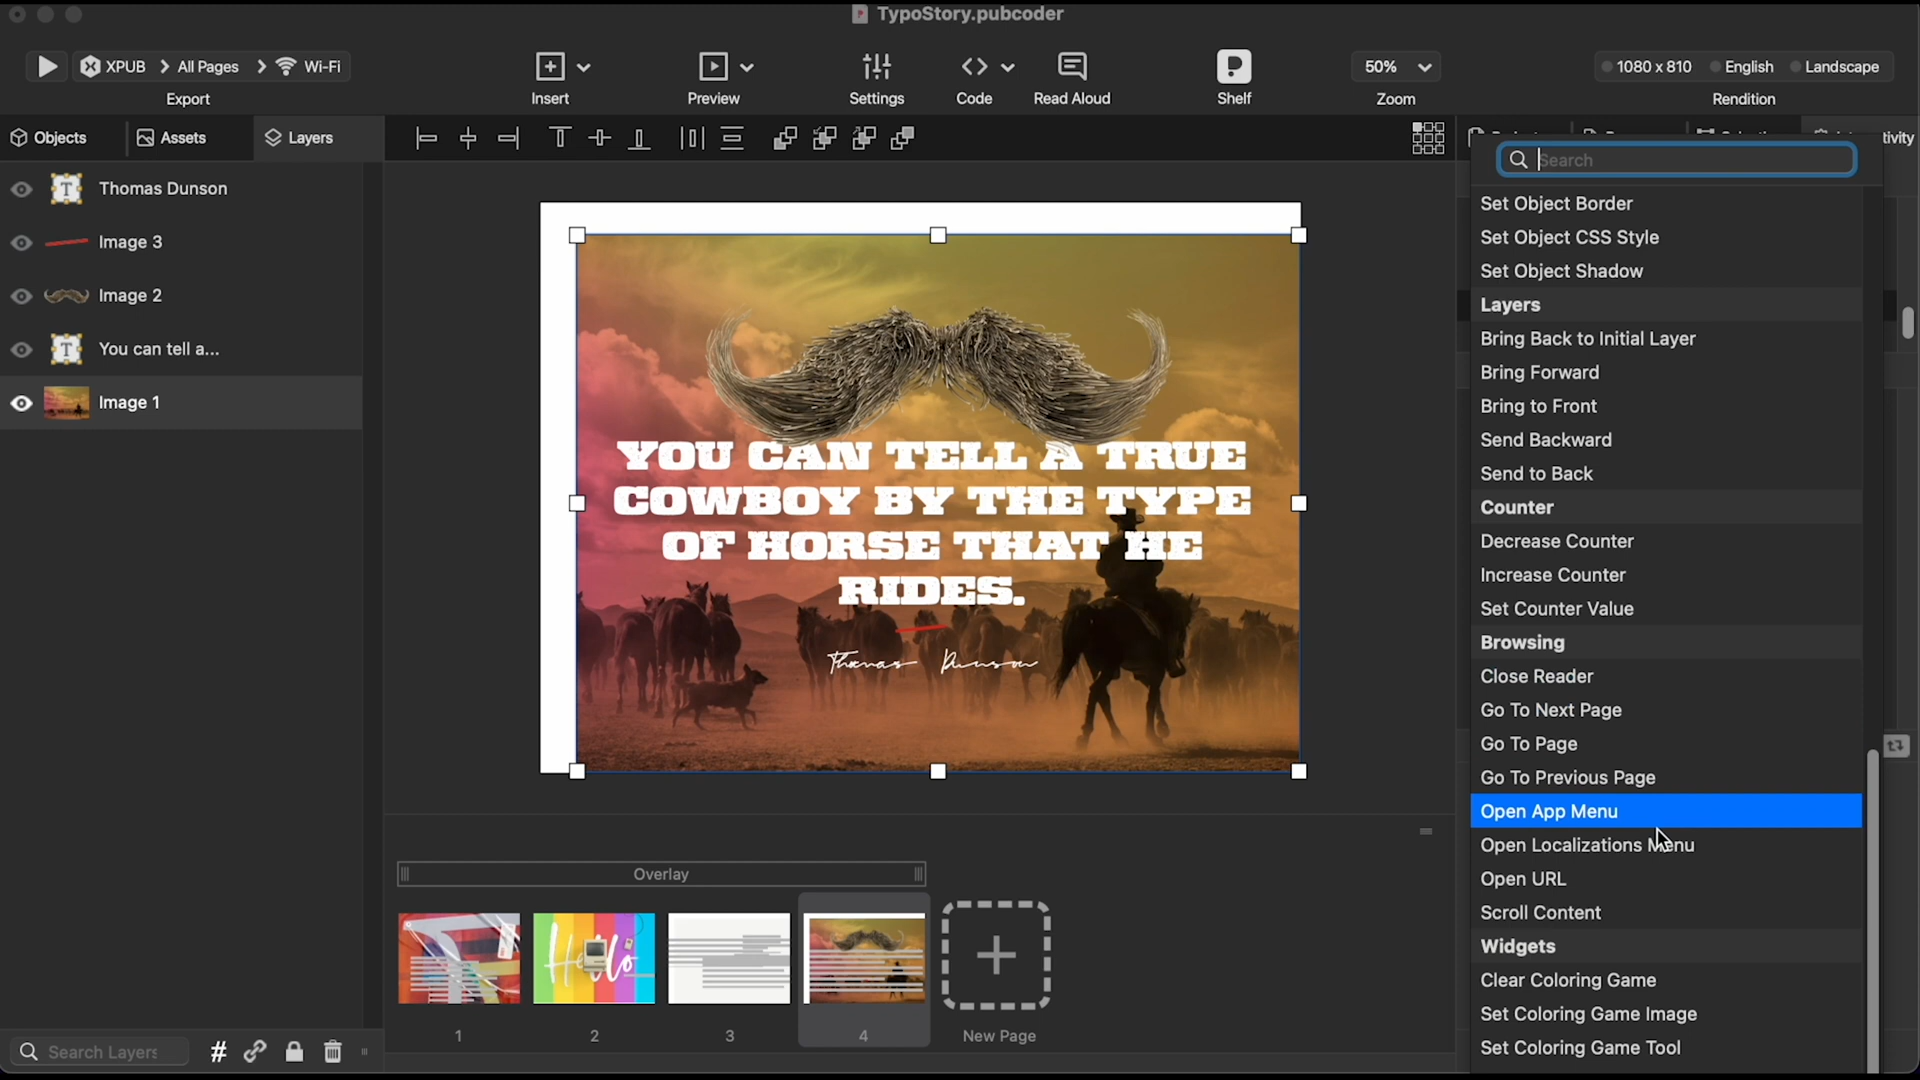 TypoStory.pubcoder
XPUB
All Pages
Wi-Fi
50%
1080 x 810
English
Landscape
Export
Insert
Preview
Settings
Code
Read Aloud
Shelf
Zoom
Rendition
Objects
Assets
Layers
Search
Thomas Dunson
Image 3
Image 2
You can tell a...
Image 1
YOU CAN TELL A TRUE
COWBOY BY THE TYPE
OF HORSE THAT HE
RIDES.
Thomas Dunson
Hello
Set Object Border
Set Object CSS Style
Set Object Shadow
Layers
Bring Back to Initial Layer
Bring Forward
Bring to Front
Send Backward
Send to Back
Counter
Decrease Counter
Increase Counter
Set Counter Value
Browsing
Close Reader
Go To Next Page
Go To Page
Go To Previous Page
Open App Menu
Open Localizations Menu
Open URL
Scroll Content
Widgets
Clear Coloring Game
Set Coloring Game Image
Set Coloring Game Tool
Overlay
1
2
3
4
New Page
Search Layers